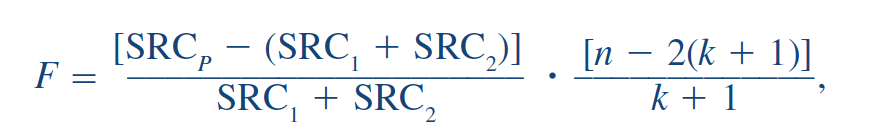 F = [SRC_P − (SRC_1 + SRC_2)] / SRC_1 + SRC_2 · [n − 2(k + 1)] / k + 1,